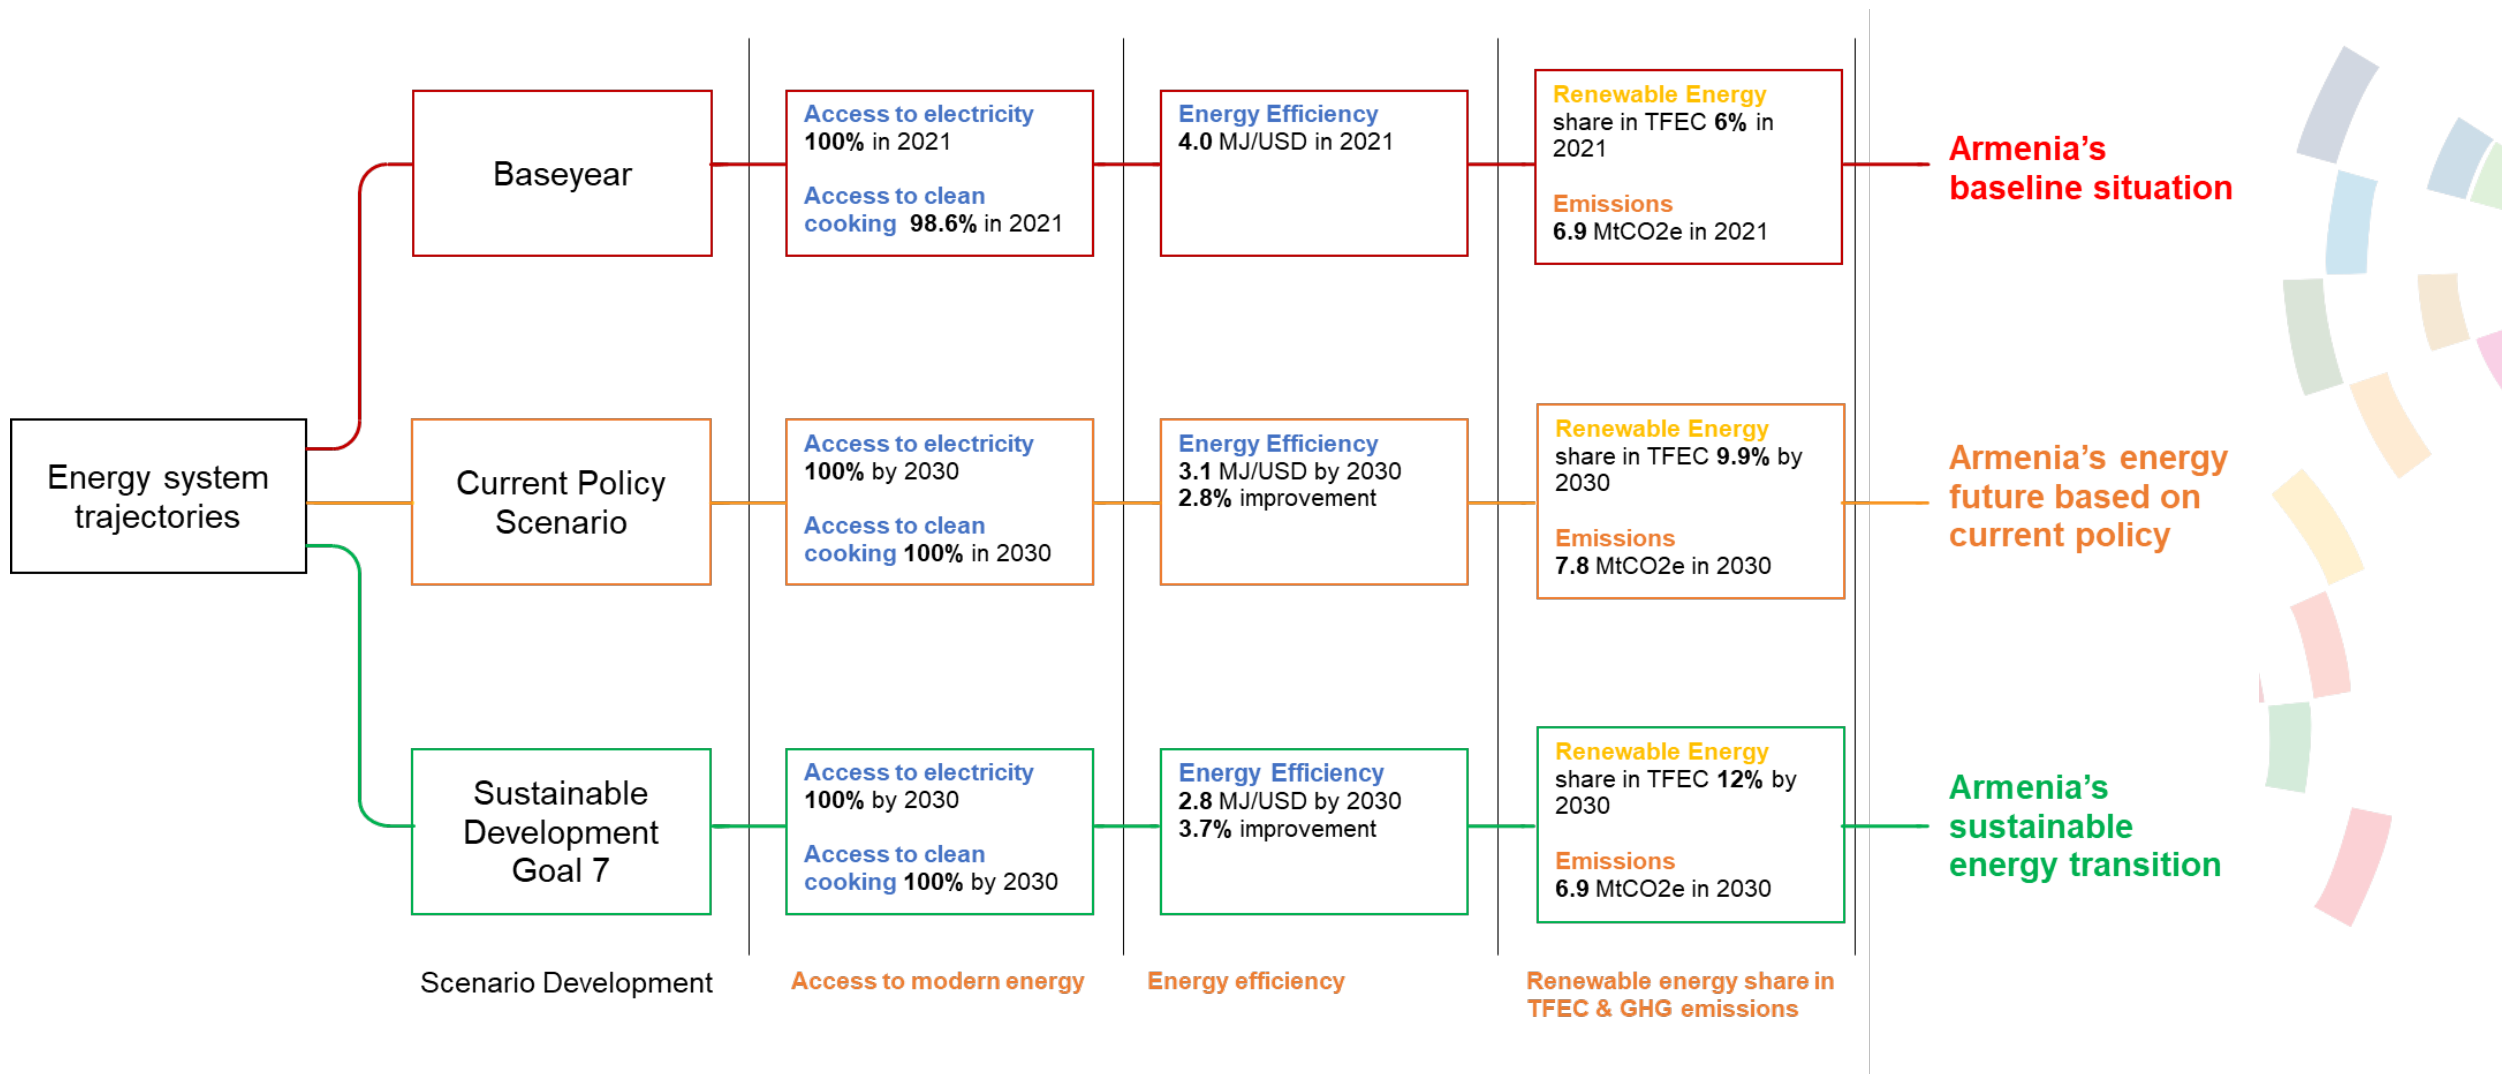 Energy system
trajectories
Baseyear
Access to electricity
100% in 2021
Access to clean
cooking  98.6% in 2021
Energy Efficiency
4.0 MJ/USD in 2021
Renewable Energy
share in TFEC 6% in
2021
Emissions
6.9 MtCO2e in 2021
Armenia’s
baseline situation
Current Policy
Scenario
Access to electricity
100% by 2030
Access to clean
cooking 100% in 2030
Energy Efficiency
3.1 MJ/USD by 2030
2.8% improvement
Renewable Energy
share in TFEC 9.9% by
2030
Emissions
7.8 MtCO2e in 2030
Armenia’s energy
future based on
current policy
Sustainable
Development
Goal 7
Access to electricity
100% by 2030
Access to clean
cooking 100% by 2030
Energy Efficiency
2.8 MJ/USD by 2030
3.7% improvement
Renewable Energy
share in TFEC 12% by
2030
Emissions
6.9 MtCO2e in 2030
Armenia’s
sustainable
energy transition
Scenario Development
Access to modern energy
Energy efficiency
Renewable energy share in
TFEC & GHG emissions